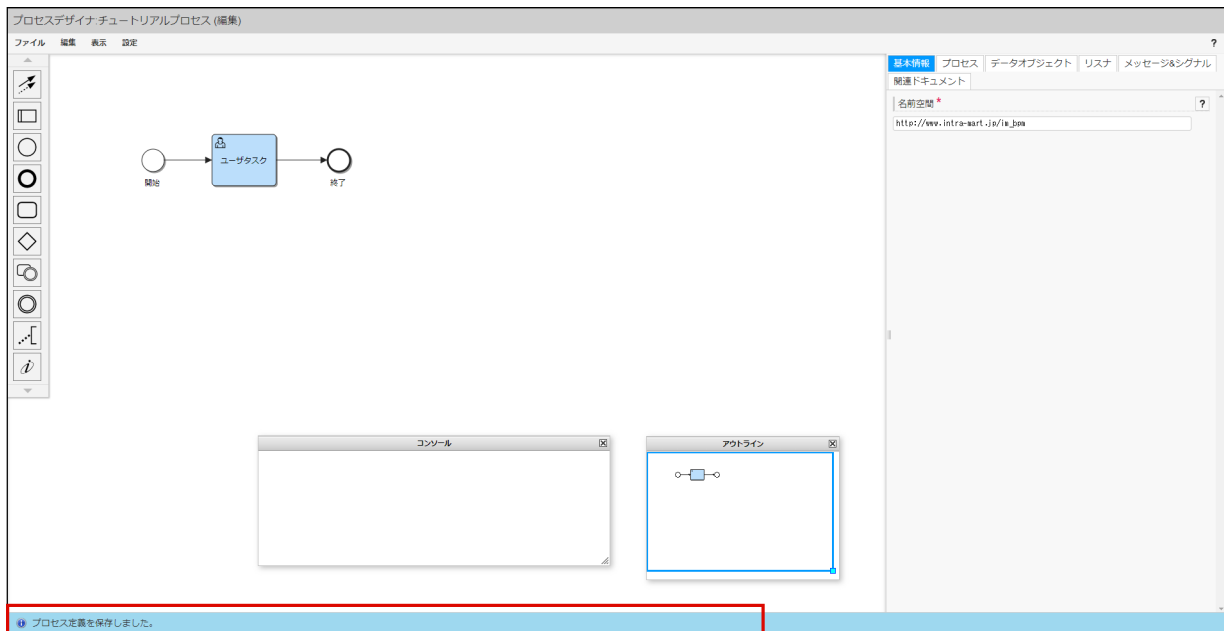 プロセスデザイナ:チュートリアルプロセス (編集)
ファイル 編集 表示 設定 ?
基本情報 プロセス データオブジェクト リスナ メッセージ&シグナル
関連ドキュメント
名前空間 * ?
http://www.intra-mart.jp/im_bpm
ユーザタスク
開始
終了
コンソール
アウトライン
プロセス定義を保存しました。